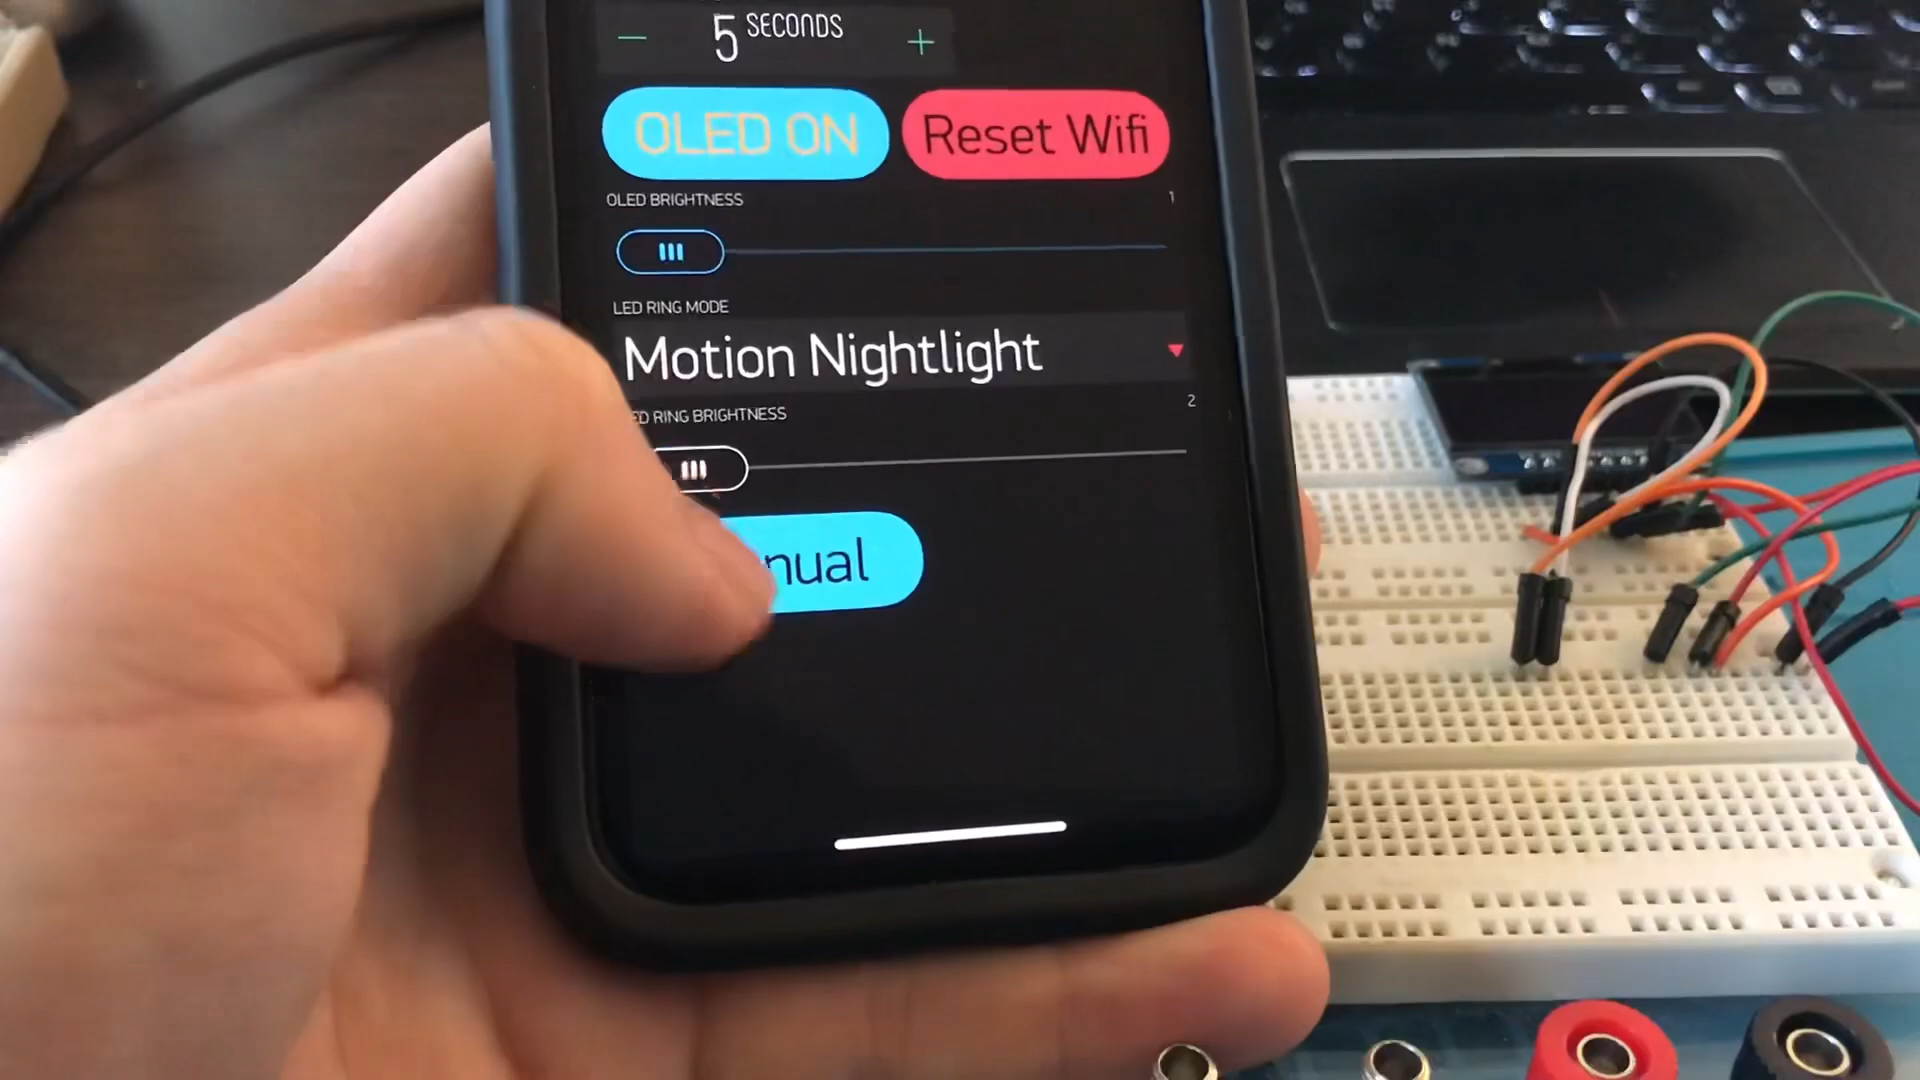 5 SECONDS
OLED ON
Reset Wifi
OLED BRIGHTNESS
1
LED RING MODE
Motion Nightlight
ED RING BRIGHTNESS
2
nual